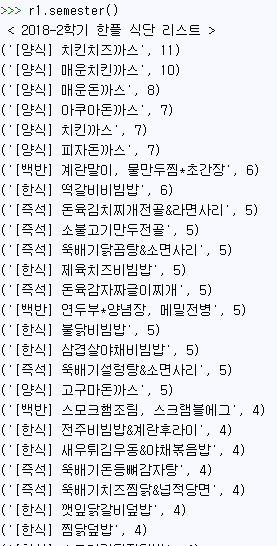 >>> r1.semester()
< 2018-2학기 한플 식단 리스트 >
('[양식] 치킨치즈까스', 11)
('[양식] 매운치킨까스', 10)
('[양식] 매운돈까스', 8)
('[양식] 아쿠아돈까스', 7)
('[양식] 치킨까스', 7)
('[양식] 피자돈까스', 7)
('[백반] 계란말이, 물만두찜*초간장', 6)
('[한식] 떡갈비비빔밥', 6)
('[즉석] 돈육김치찌개전골&라면사리', 5)
('[즉석] 소불고기만두전골', 5)
('[즉석] 뚝배기닭곰탕&소면사리', 5)
('[한식] 제육치즈비빔밥', 5)
('[즉석] 돈육감자짜글이찌개', 5)
('[백반] 연두부*양념장, 메밀전병', 5)
('[한식] 불닭비빔밥', 5)
('[한식] 삼겹살야채비빔밥', 5)
('[즉석] 뚝배기설렁탕&소면사리', 5)
('[양식] 고구마돈까스', 5)
('[백반] 스모크햄조림, 스크램블에그', 4)
('[한식] 전주비빔밥&계란후라이', 4)
('[한식] 새우튀김우동&야채볶음밥', 4)
('[즉석] 뚝배기돈등뼈감자탕', 4)
('[즉석] 뚝배기치즈찜닭&넓적당면', 4)
('[한식] 깻잎닭갈비덮밥', 4)
('[한식] 찜닭덮밥', 4)